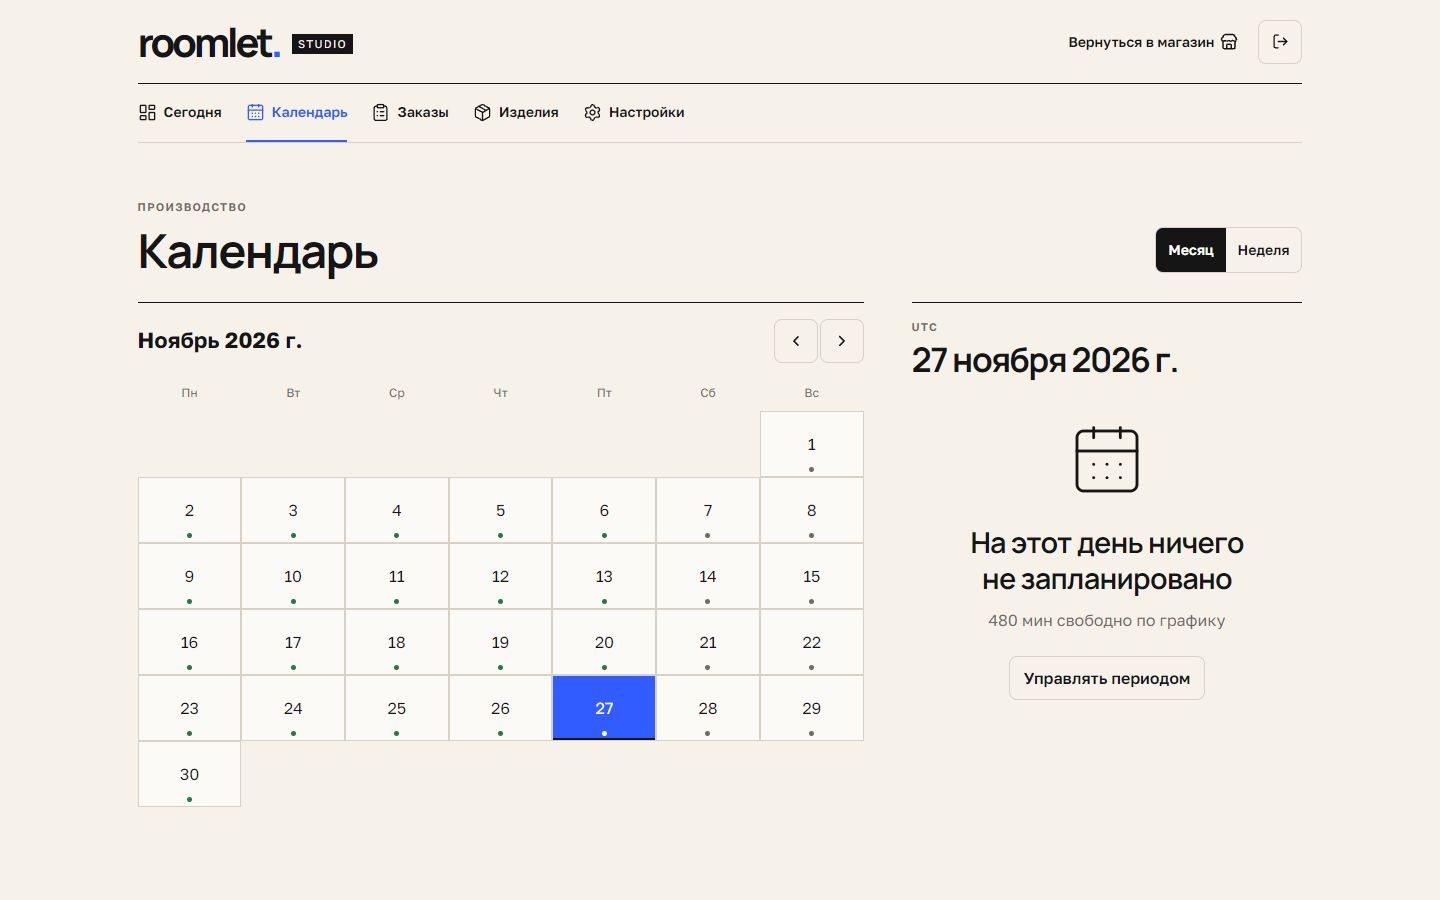 roomlet.
STUDIO
Вернуться в магазин
Сегодня
Календарь
Заказы
Изделия
Настройки
ПРОИЗВОДСТВО
Календарь
Месяц
Неделя
Ноябрь 2026 г.
Пн Вт Ср Чт Пт Сб Вс
1
2 3 4 5 6 7 8
9 10 11 12 13 14 15
16 17 18 19 20 21 22
23 24 25 26 27 28 29
30
UTC
27 ноября 2026 г.
На этот день ничего
не запланировано
480 мин свободно по графику
Управлять периодом